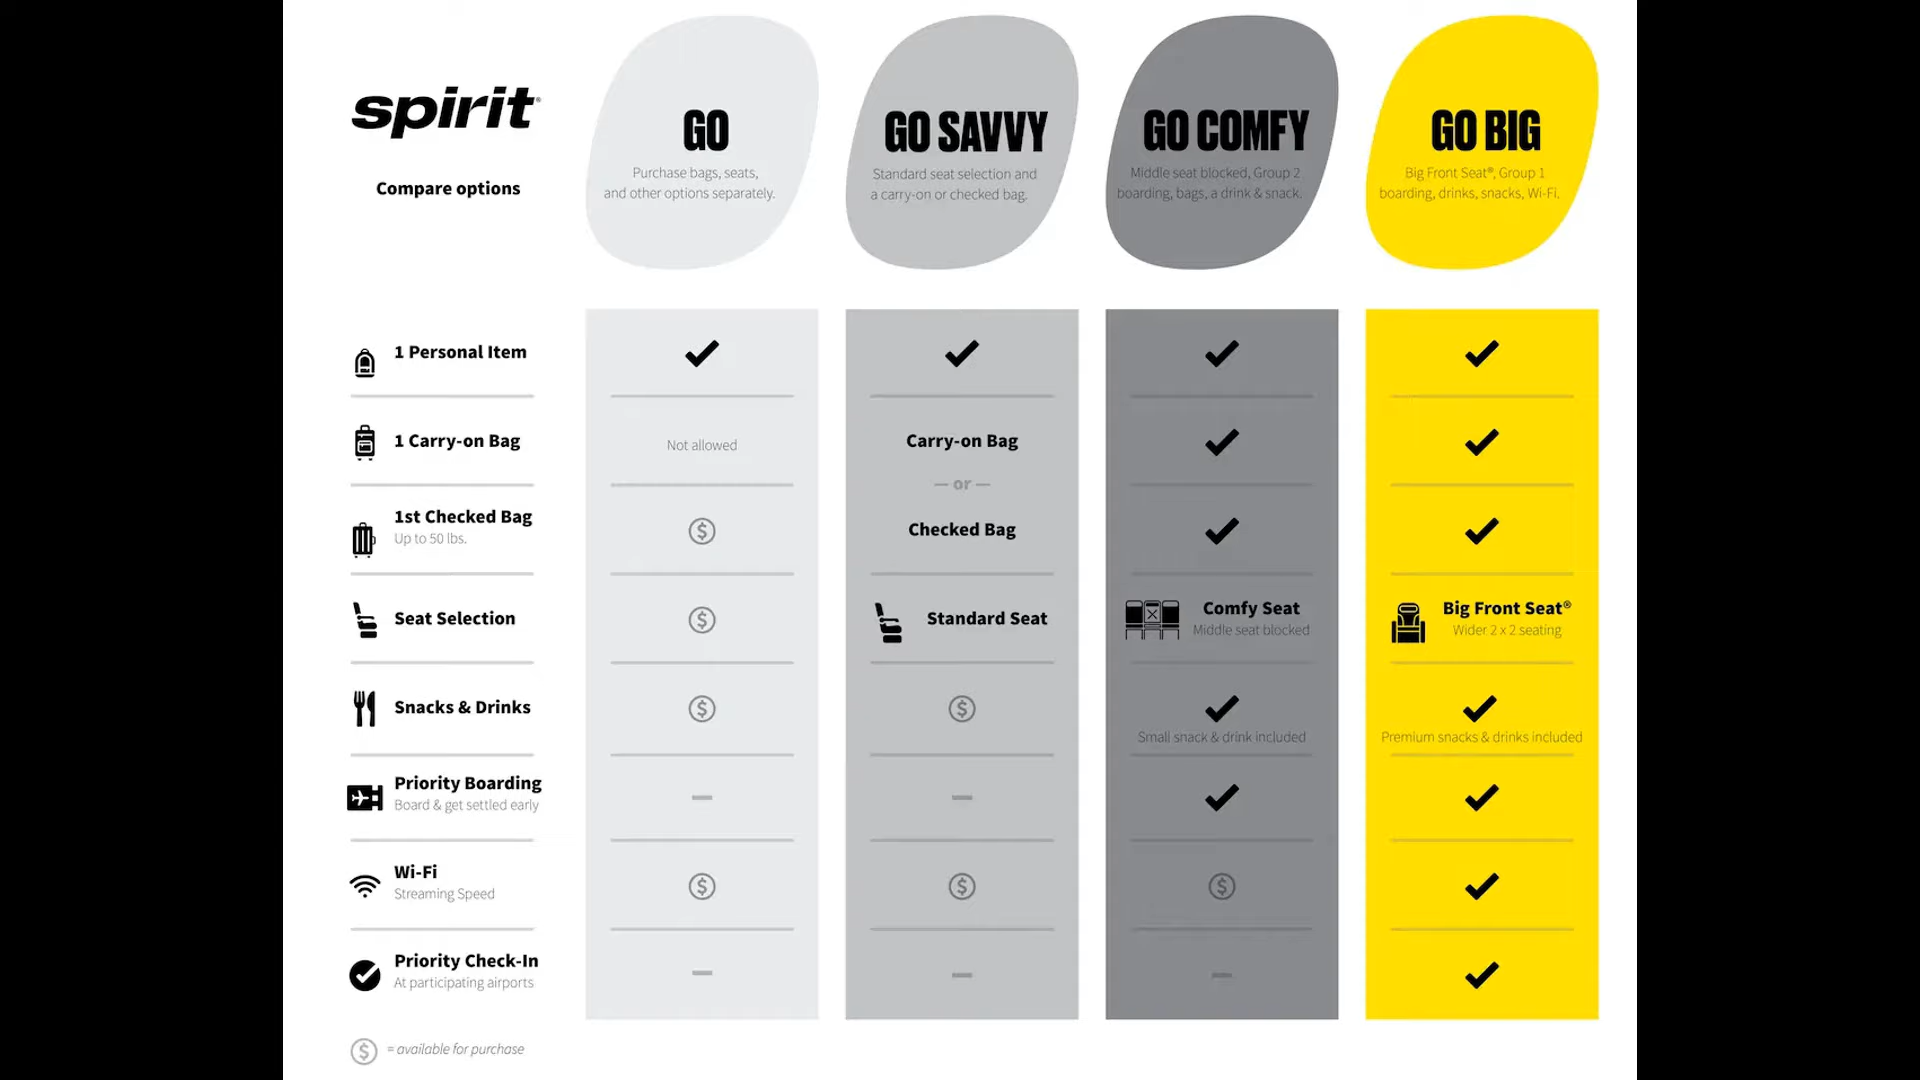 spirit®
Compare options
GO
Purchase bags, seats,
and other options separately.
GO SAVVY
Standard seat selection and
a carry-on or checked bag.
GO COMFY
Middle seat blocked, Group 2
boarding, bags, a drink & snack.
GO BIG
Big Front Seat®, Group 1
boarding, drinks, snacks, Wi-Fi.
1 Personal Item
1 Carry-on Bag
Not allowed
Carry-on Bag
— or —
1st Checked Bag
Up to 50 lbs.
$
Checked Bag
Seat Selection
$
Standard Seat
Comfy Seat
Middle seat blocked
Big Front Seat®
Wider 2 x 2 seating
Snacks & Drinks
$
$
Small snack & drink included
Premium snacks & drinks included
Priority Boarding
Board & get settled early
Wi-Fi
Streaming Speed
$
$
$
Priority Check-In
At participating airports
$ = available for purchase